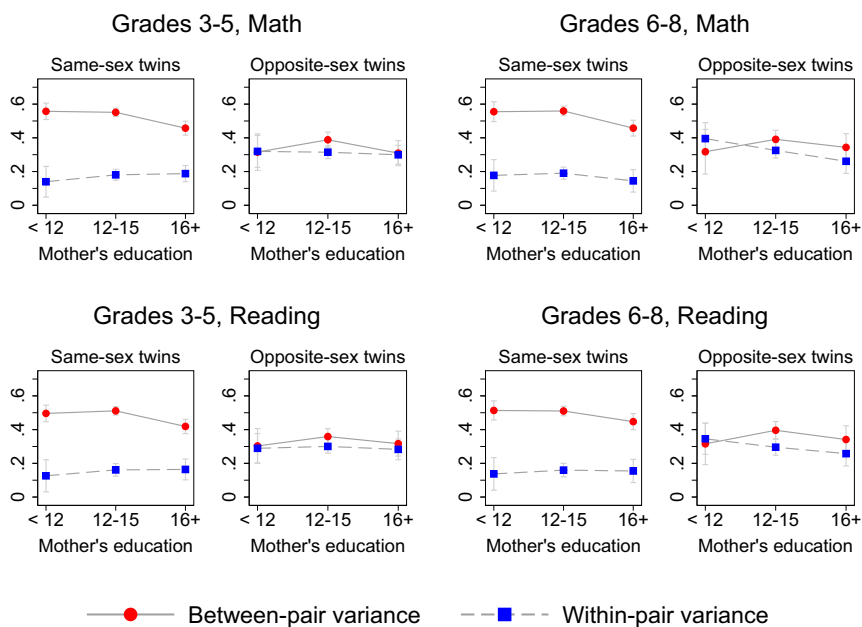 Grades 3-5, Math
Same-sex twins
Opposite-sex twins
0 .2 .4 .6
< 12 12-15 16+
< 12 12-15 16+
Mother's education
Mother's education
Grades 6-8, Math
Same-sex twins
Opposite-sex twins
0 .2 .4 .6
0 .2 .4 .6
0 .2 .4 .6
< 12 12-15 16+
< 12 12-15 16+
Mother's education
Mother's education
Grades 3-5, Reading
Same-sex twins
Opposite-sex twins
0 .2 .4 .6
0 .2 .4 .6
< 12 12-15 16+
< 12 12-15 16+
Mother's education
Mother's education
Grades 6-8, Reading
Same-sex twins
Opposite-sex twins
0 .2 .4 .6
0 .2 .4 .6
< 12 12-15 16+
< 12 12-15 16+
Mother's education
Mother's education
Between-pair variance
Within-pair variance